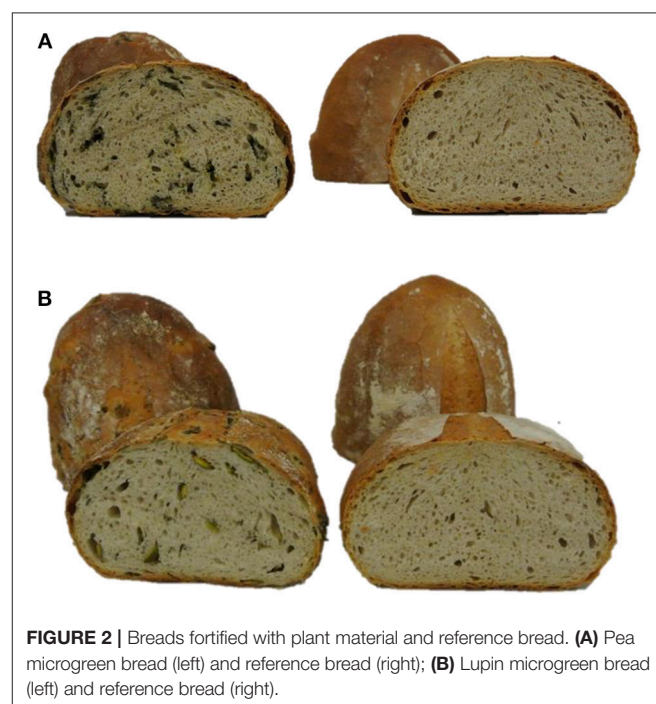 A
B
FIGURE 2 | Breads fortified with plant material and reference bread. (A) Pea
microgreen bread (left) and reference bread (right); (B) Lupin microgreen bread
(left) and reference bread (right).